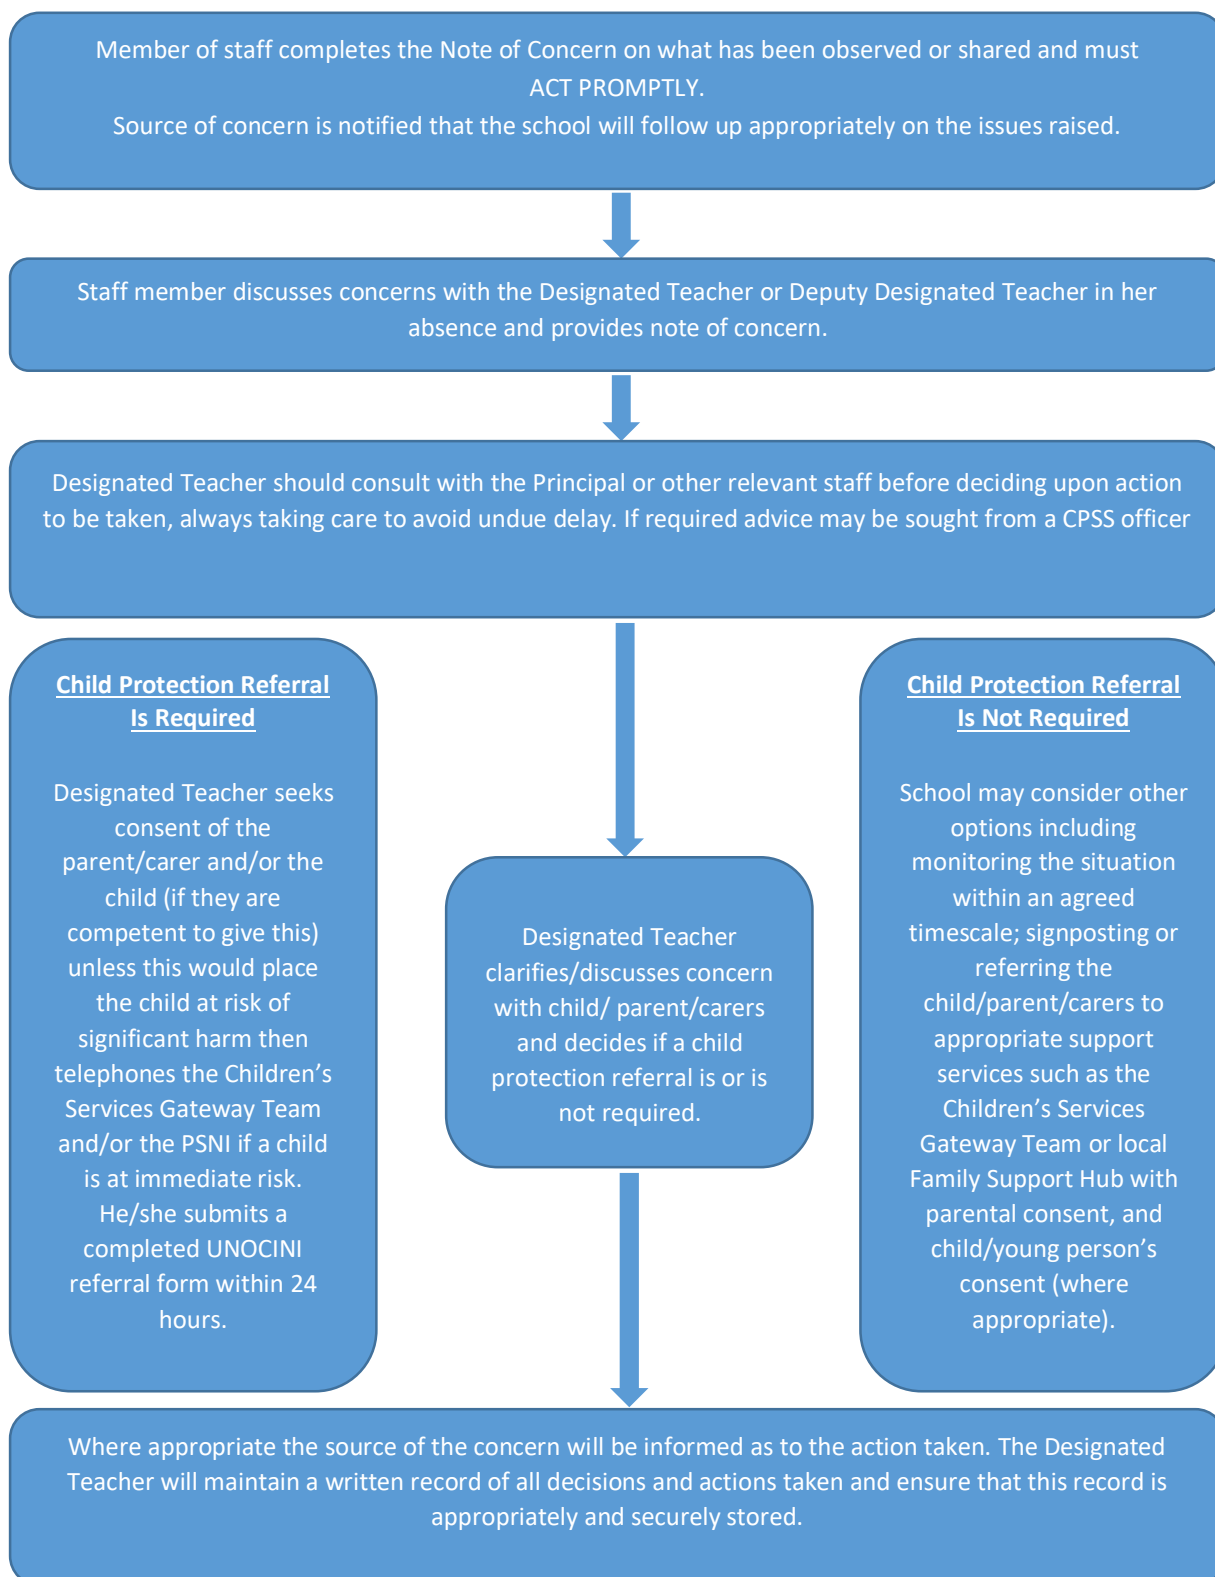 Member of staff completes the Note of Concern on what has been observed or shared and must
ACT PROMPTLY.
Source of concern is notified that the school will follow up appropriately on the issues raised.
Staff member discusses concerns with the Designated Teacher or Deputy Designated Teacher in her
absence and provides note of concern.
Designated Teacher should consult with the Principal or other relevant staff before deciding upon action
to be taken, always taking care to avoid undue delay. If required advice may be sought from a CPSS officer
Child Protection Referral
Is Required
Designated Teacher seeks
consent of the
parent/carer and/or the
child (if they are
competent to give this)
unless this would place
the child at risk of
significant harm then
telephones the Children's
Services Gateway Team
and/or the PSNI if a child
is at immediate risk.
He/she submits a
completed UNOCINI
referral form within 24
hours.
Designated Teacher
clarifies/discusses concern
with child/ parent/carers
and decides if a child
protection referral is or is
not required.
Child Protection Referral
Is Not Required
School may consider other
options including
monitoring the situation
within an agreed
timescale; signposting or
referring the
child/parent/carers to
appropriate support
services such as the
Children's Services
Gateway Team or local
Family Support Hub with
parental consent, and
child/young person's
consent (where
appropriate).
Where appropriate the source of the concern will be informed as to the action taken. The Designated
Teacher will maintain a written record of all decisions and actions taken and ensure that this record is
appropriately and securely stored.